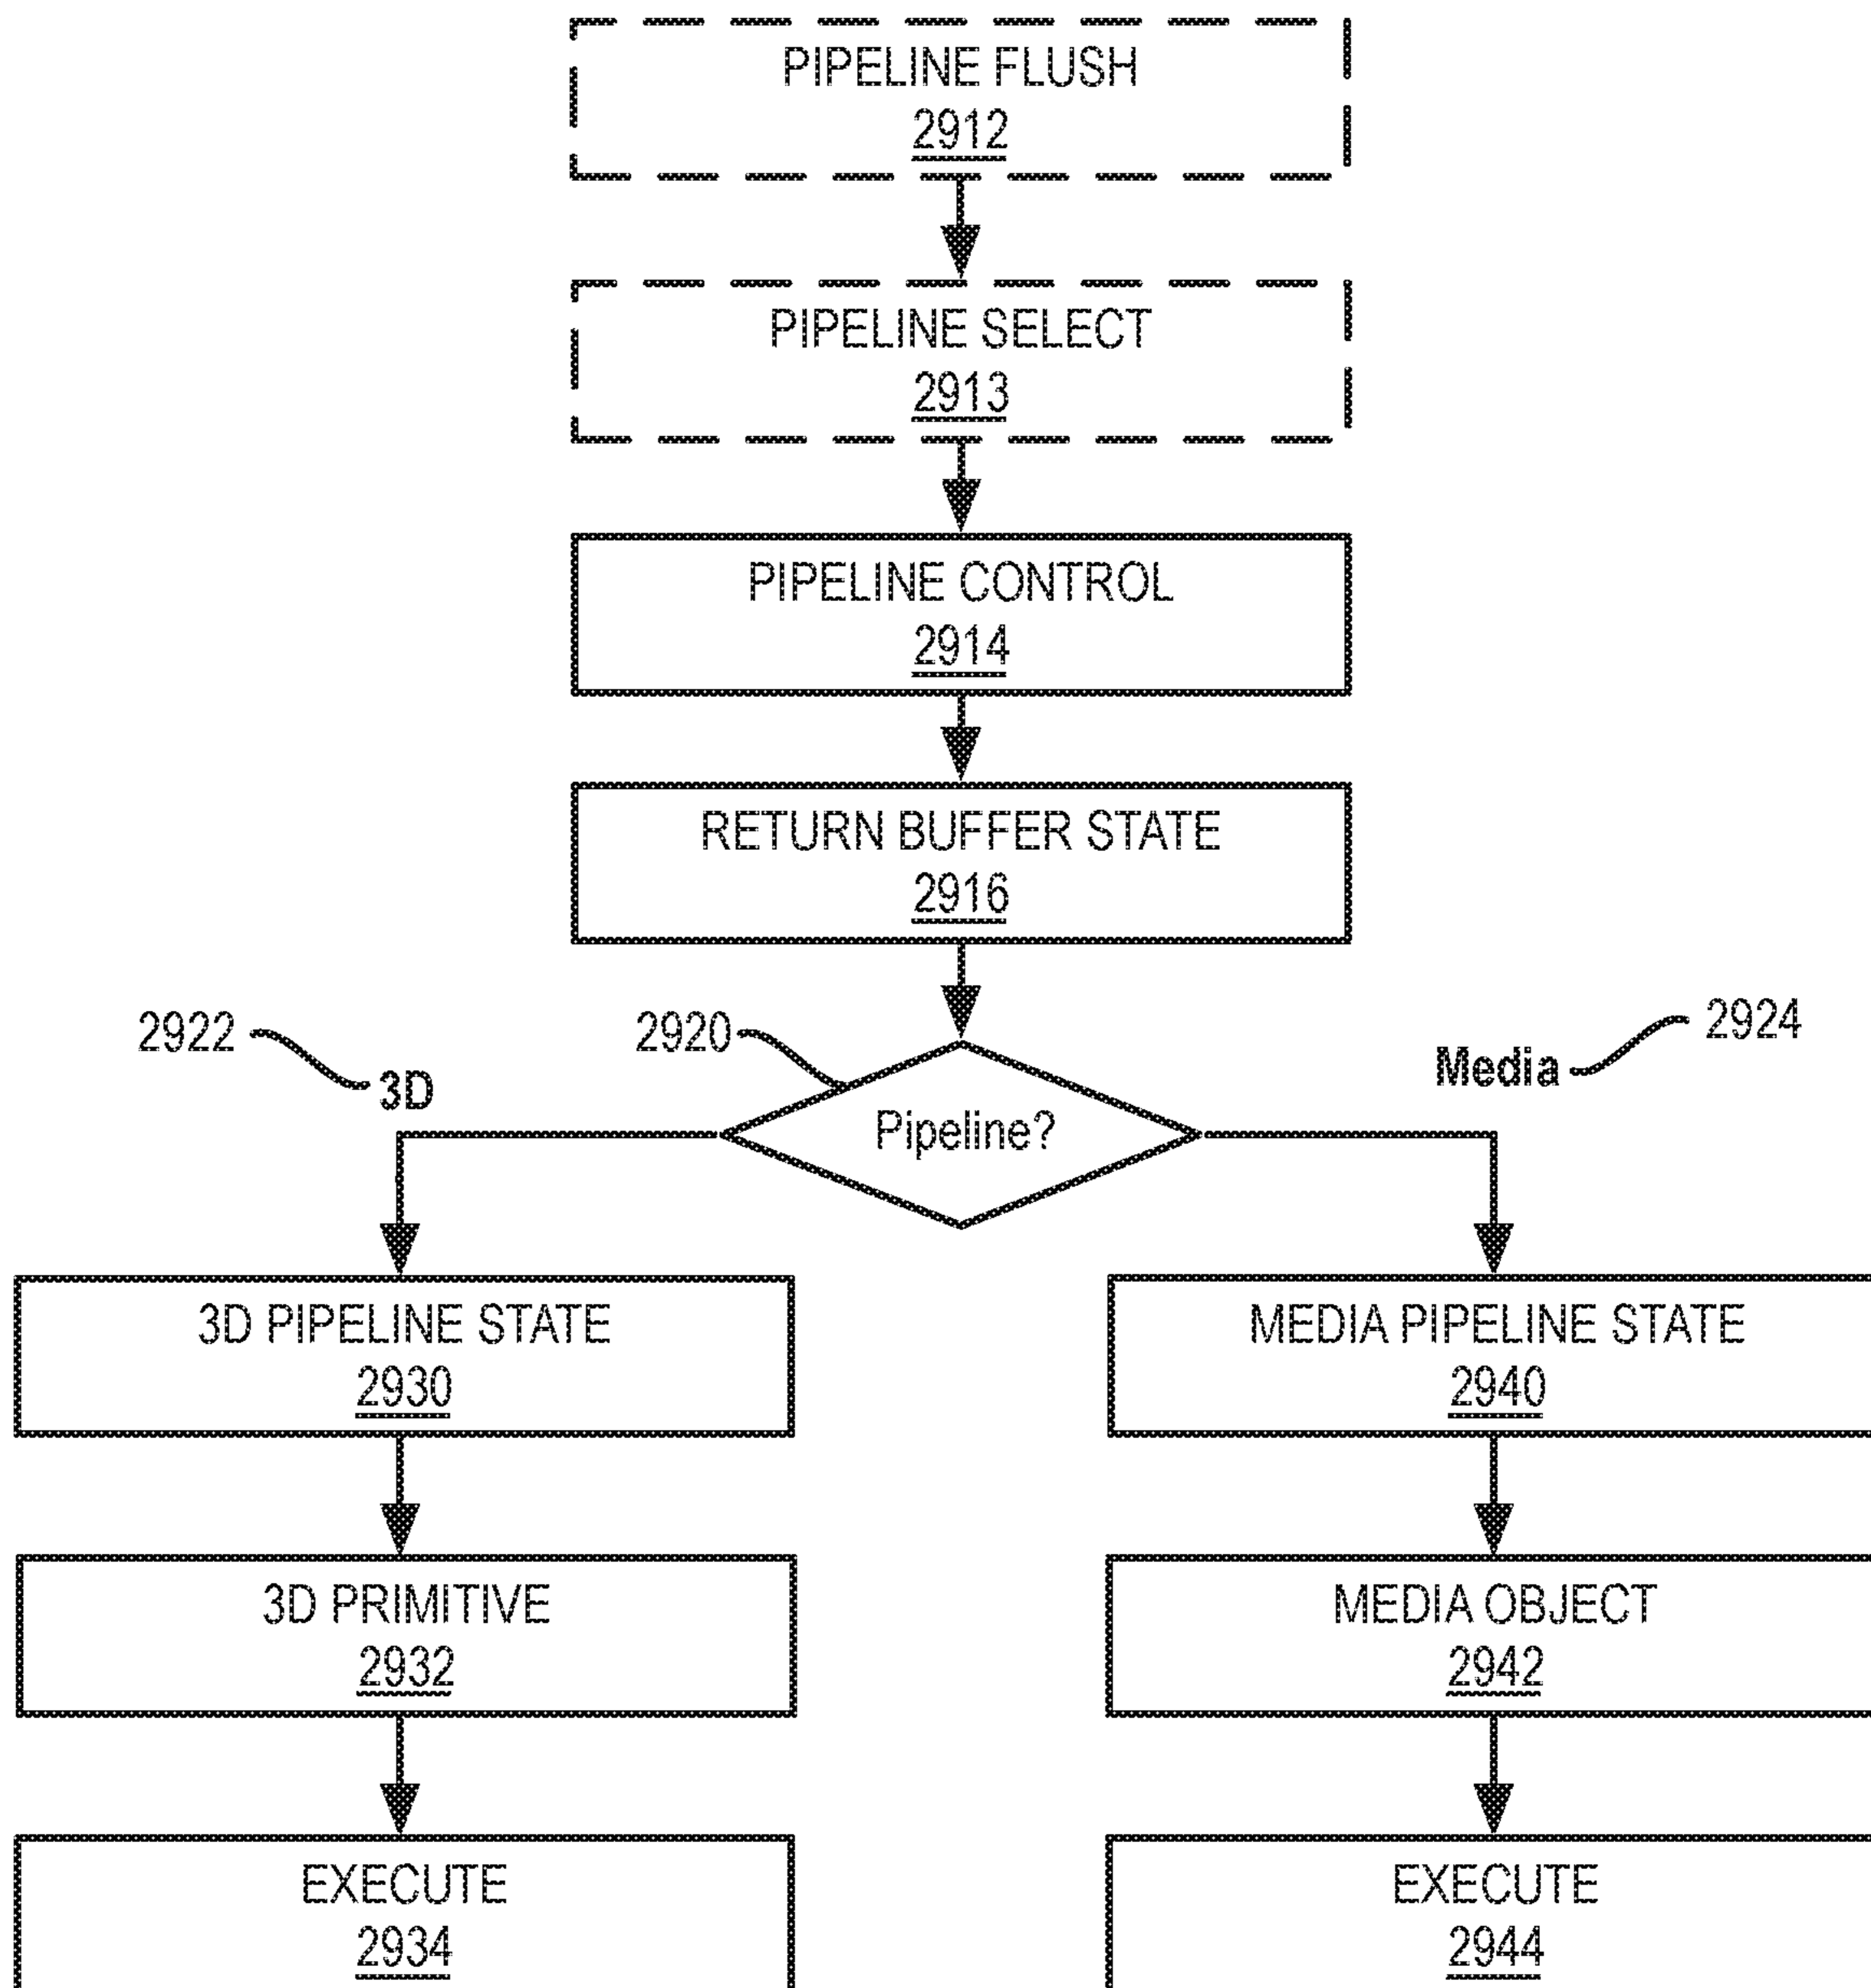 PIPELINE FLUSH
2912
PIPELINE SELECT
2913
PIPELINE CONTROL
2914
RETURN BUFFER STATE
2916
2922
2920
2924
3D
Media
Pipeline?
3D PIPELINE STATE
2930
MEDIA PIPELINE STATE
2940
3D PRIMITIVE
2932
MEDIA OBJECT
2942
EXECUTE
2934
EXECUTE
2944